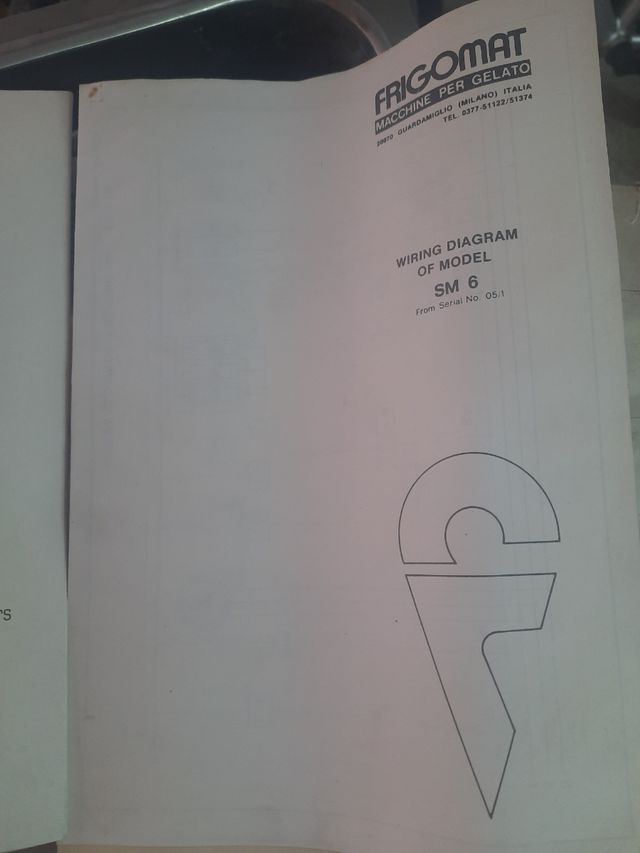 FRIGOMAT
MACCHINE PER GELATO
20070 GUARDAMIGLIO (MILANO) ITALIA
TEL. 0377-51122/51374
WIRING DIAGRAM
OF MODEL
SM 6
From Serial No. 05/1